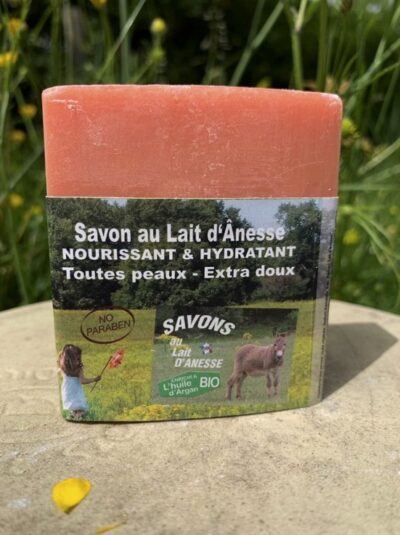 Savon au Lait d'Ânesse
NOURISSANT & HYDRATANT
Toutes peaux - Extra doux
NO
PARABEN
SAVONS
au
Lait
D'ANESSE
L'huile
d'Argan BIO